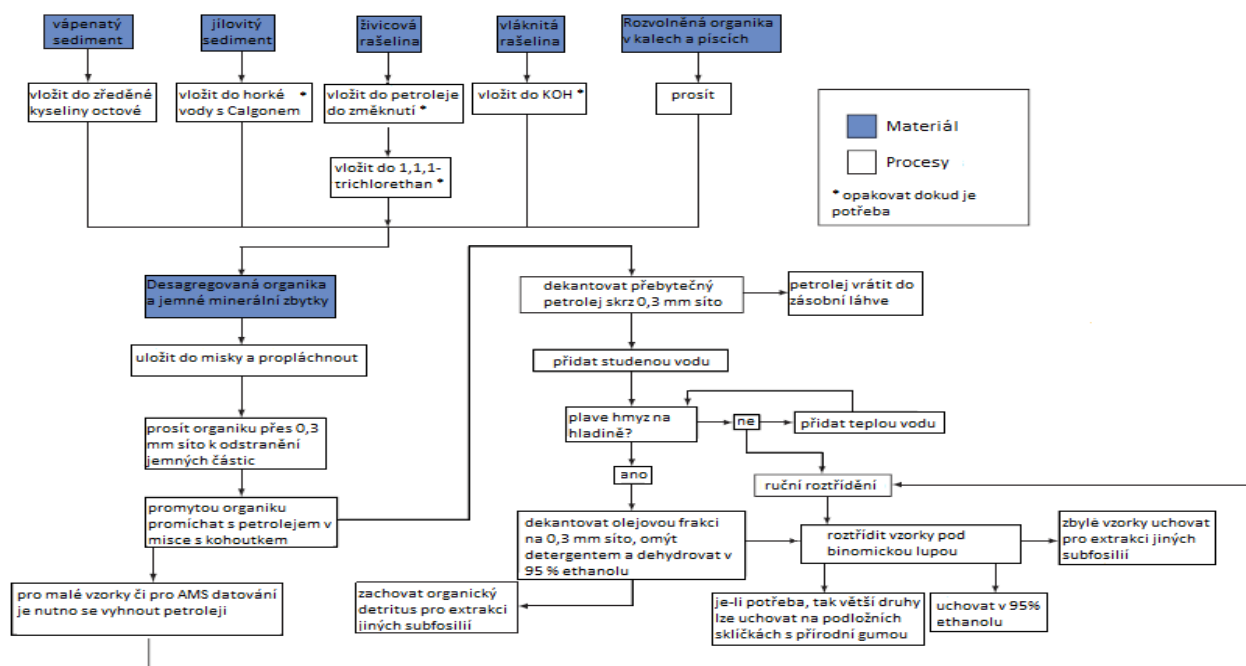 vápenatý
sediment
jílovitý
sediment
živicová
rašelina
vláknitá
rašelina
Rozvolněná organika
v kalech a píscích
vložit do zředěné
kyseliny octové
vložit do horké *
vody s Calgonem
vložit do petroleje
do změknutí *
vložit do KOH *
prosít
vložit do 1,1,1-
trichlorethan *
Materiál
Procesy
* opakovat dokud je
potřeba
Desagregovaná organika
a jemné minerální zbytky
uložit do misky a propláchnout
prosít organiku přes 0,3
mm síto k odstranění
jemných částic
promytou organiku
promíchat s petrolejem v
misce s kohoutkem
pro malé vzorky či pro AMS datování
je nutno se vyhnout petroleji
dekantovat přebytečný
petrolej skrz 0,3 mm síto
petrolej vrátit do
zásobní láhve
přidat studenou vodu
plave hmyz na
hladině?
ne
přidat teplou vodu
ano
ruční roztřídění
dekantovat olejovou frakci
na 0,3 mm síto, omýt
detergentem a dehydrovat v
95 % ethanolu
roztřídit vzorky pod
binomickou lupou
zbylé vzorky uchovat
pro extrakci jiných
subfosilií
zachovat organický
detritus pro extrakci
jiných subfosilií
je-li potřeba, tak větší druhy
lze uchovat na podložních
sklíčkách s přírodní gumou
uchovat v 95%
ethanolu